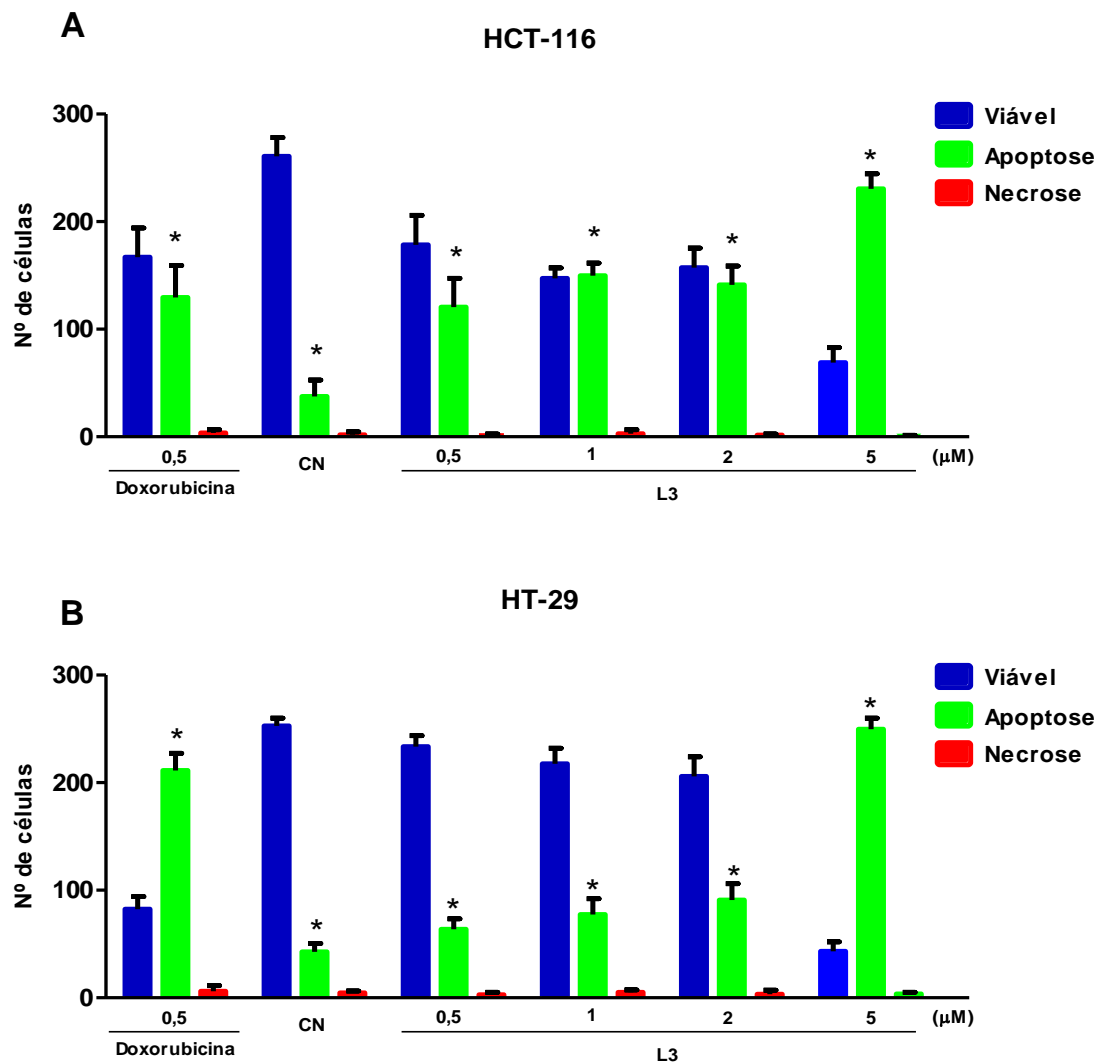 A
HCT-116
Nº de células
300
200
100
0
* * * * * *
Viável
Apoptose
Necrose
0,5 CN 0,5 1 2 5 (μM)
Doxorubicina L3
B
HT-29
Nº de células
300
200
100
0
* * * * * *
Viável
Apoptose
Necrose
0,5 CN 0,5 1 2 5 (μM)
Doxorubicina L3